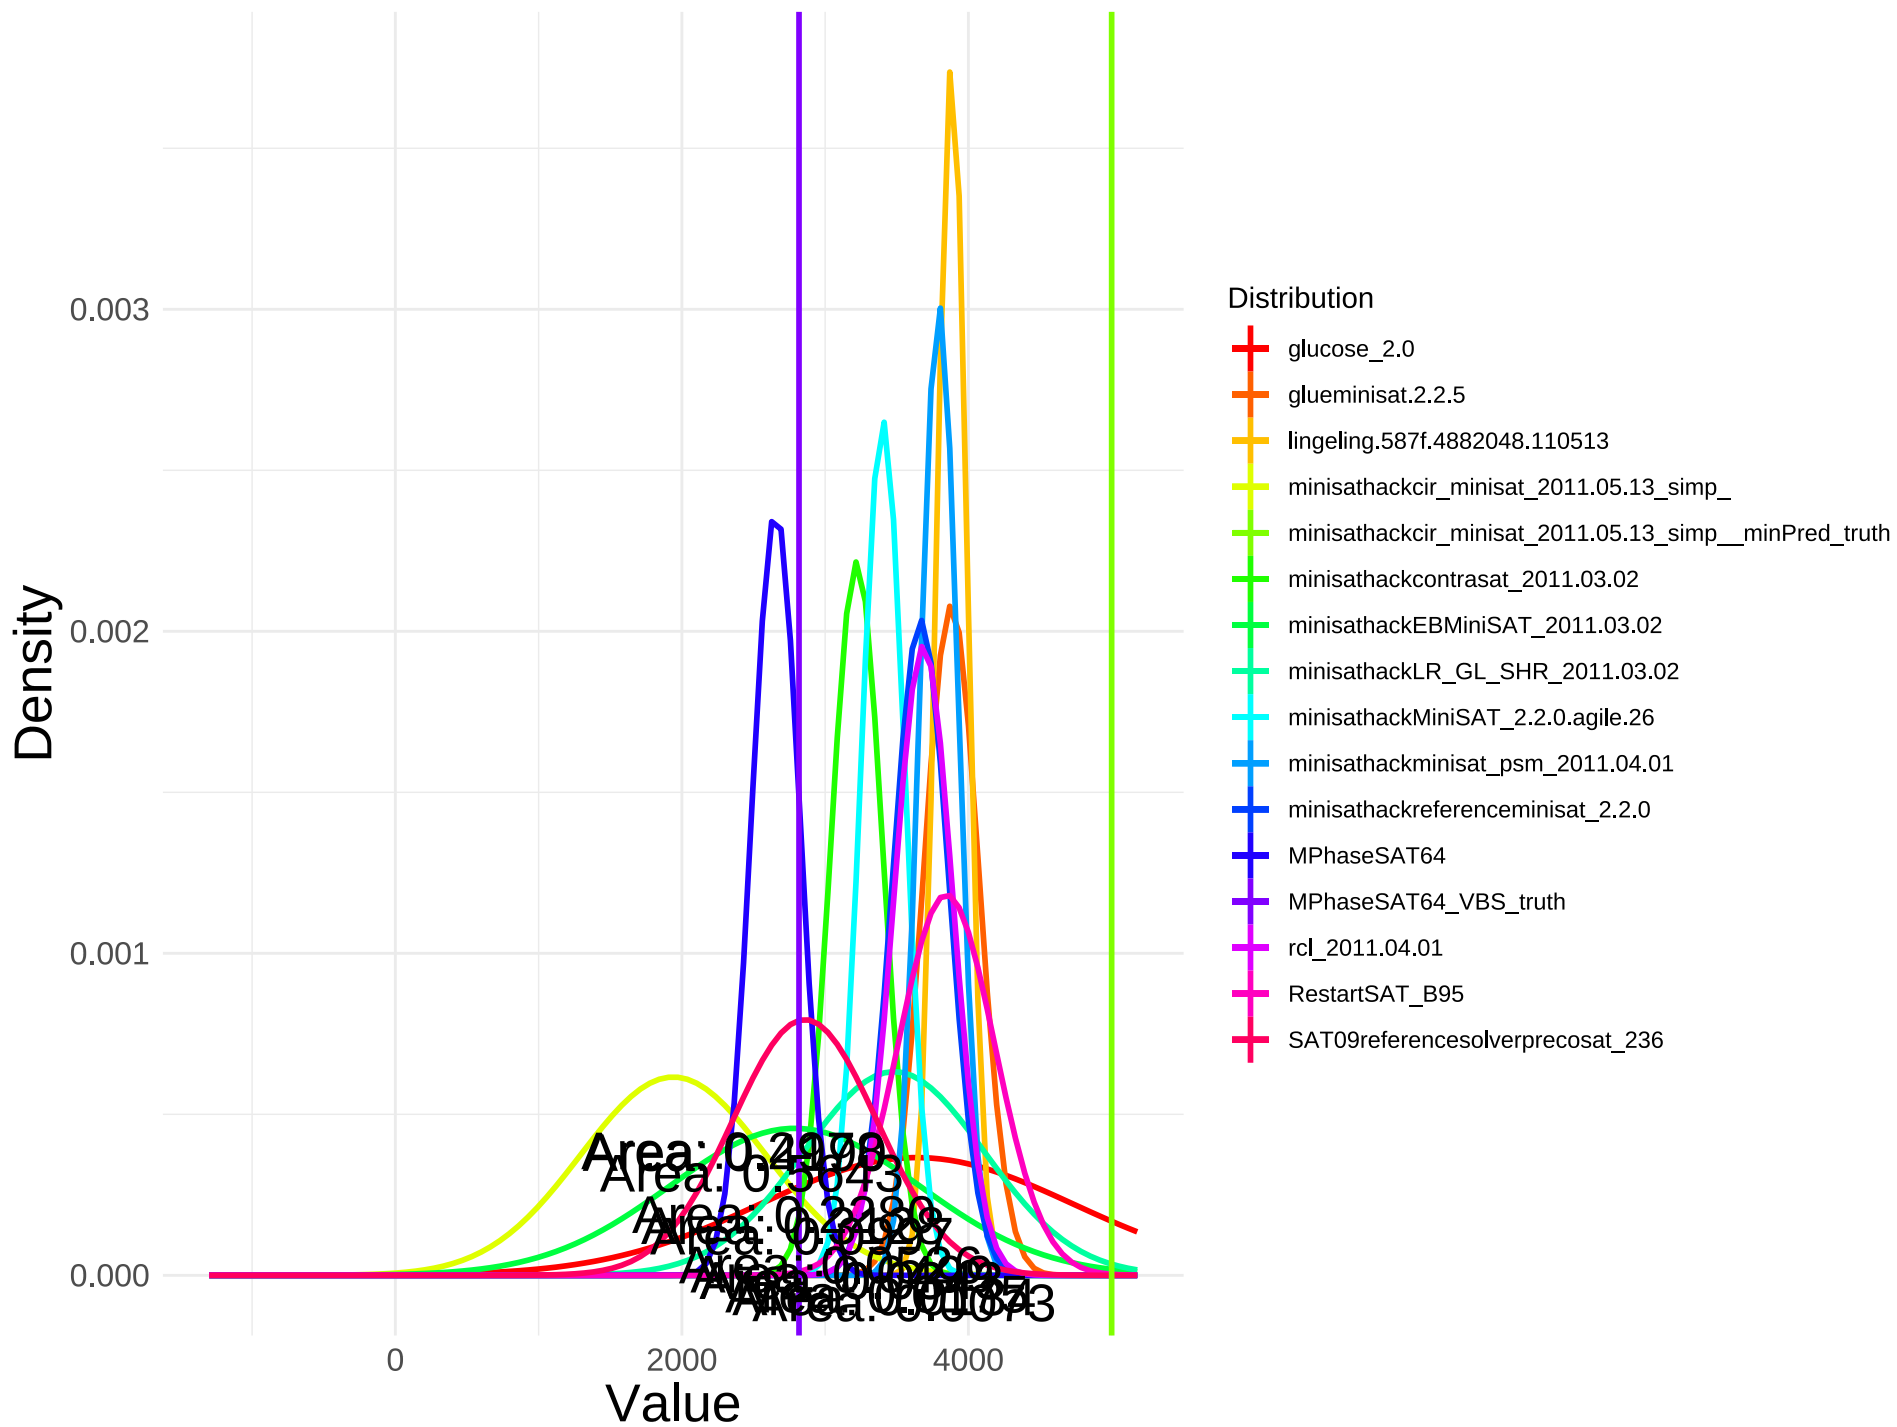 0.003
0.002
0.001
0.000
Density
0
2000
4000
Value
Area: 0.5643
Distribution
glucose_2.0
glueminisat.2.2.5
lingeling.587f.4882048.110513
minisathackcir_minisat_2011.05.13_simp_
minisathackcir_minisat_2011.05.13_simp__minPred_truth
minisathackcontrasat_2011.03.02
minisathackEBMiniSAT_2011.03.02
minisathackLR_GL_SHR_2011.03.02
minisathackMiniSAT_2.2.0.agile.26
minisathackminisat_psm_2011.04.01
minisathackreferenceminisat_2.2.0
MPhaseSAT64
MPhaseSAT64_VBS_truth
rcl_2011.04.01
RestartSAT_B95
SAT09referencesolverprecosat_236